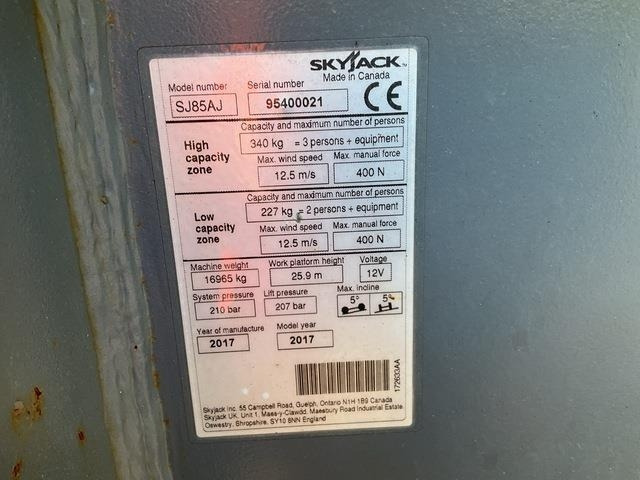 SKYJACK
Made in Canada
CE
Model number Serial number
SJ85AJ 95400021
High capacity zone
Capacity and maximum number of persons
340 kg = 3 persons + equipment
Max. wind speed Max. manual force
12.5 m/s 400 N
Low capacity zone
Capacity and maximum number of persons
227 kg = 2 persons + equipment
Max. wind speed Max. manual force
12.5 m/s 400 N
Machine weight Work platform height Voltage
16965 kg 25.9 m 12V
System pressure Lift pressure Max. incline
210 bar 207 bar 5° 5°
Year of manufacture Model year
2017 2017
172633AA
Skyjack Inc. 55 Campbell Road, Guelph, Ontario N1H 1B9 Canada
Skyjack UK. Unit 1, Maes-y-Clawdd, Maesbury Road Industrial Estate
Oswestry, Shropshire, SY10 8NN England